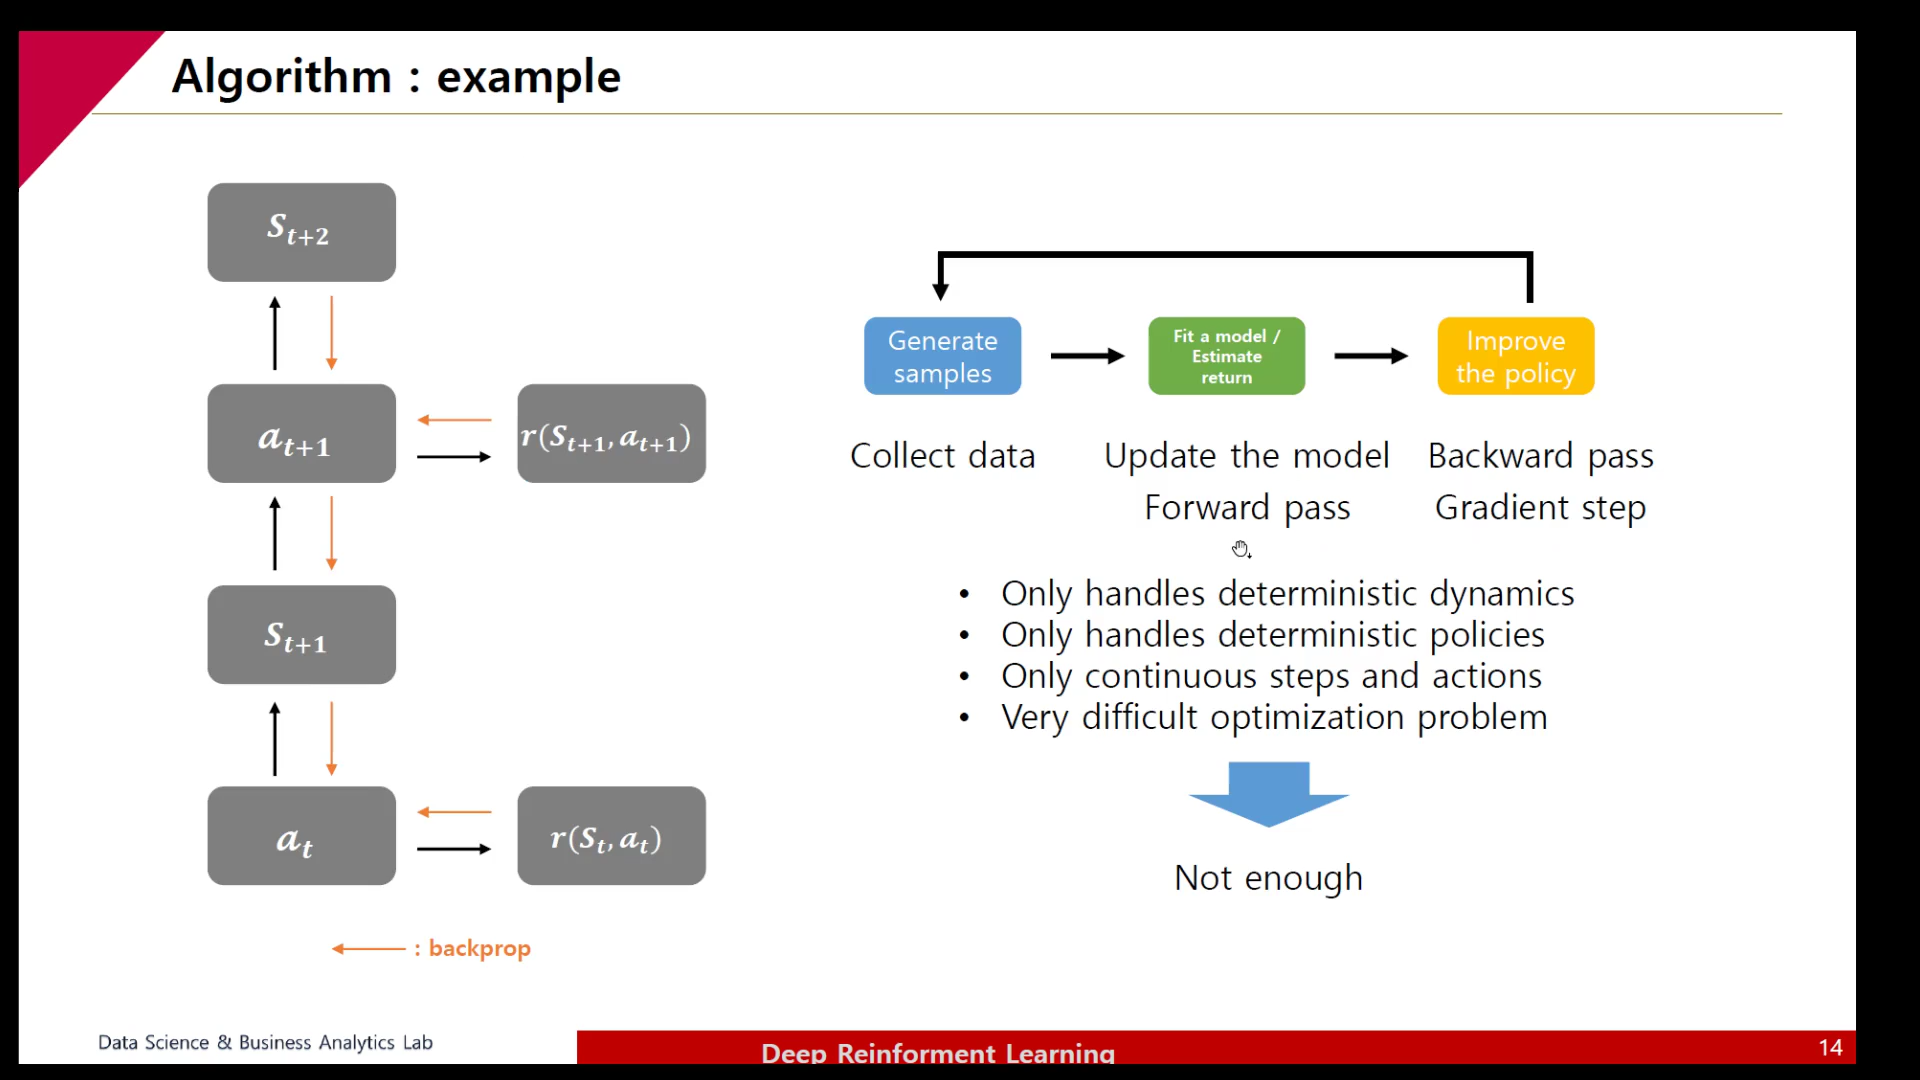 Algorithm : example
S_{t+2}
a_{t+1}
r(S_{t+1}, a_{t+1})
S_{t+1}
a_t
r(S_t, a_t)
: backprop
Generate
samples
Fit a model /
Estimate
return
Improve
the policy
Collect data
Update the model
Backward pass
Forward pass
Gradient step
• Only handles deterministic dynamics
• Only handles deterministic policies
• Only continuous steps and actions
• Very difficult optimization problem
Not enough
Data Science & Business Analytics Lab
Deep Reinforment Learning
14